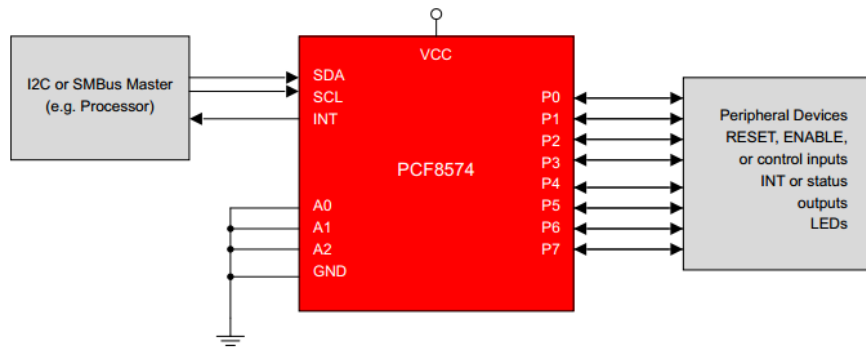 VCC
I2C or SMBus Master
(e.g. Processor)
SDA
SCL
INT
A0
A1
A2
GND
PCF8574
P0
P1
P2
P3
P4
P5
P6
P7
Peripheral Devices
RESET, ENABLE,
or control inputs
INT or status
outputs
LEDs